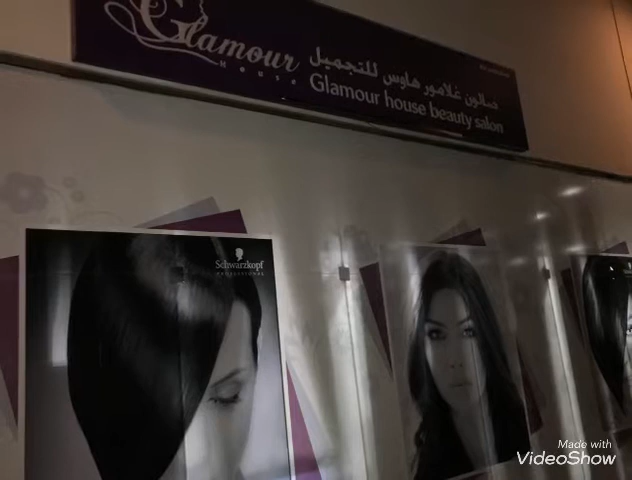 Glamour
House
صالون غلامور هاوس للتجميل
Glamour house beauty salon
Schwarzkopf
PROFESSIONAL
Made with
VideoShow